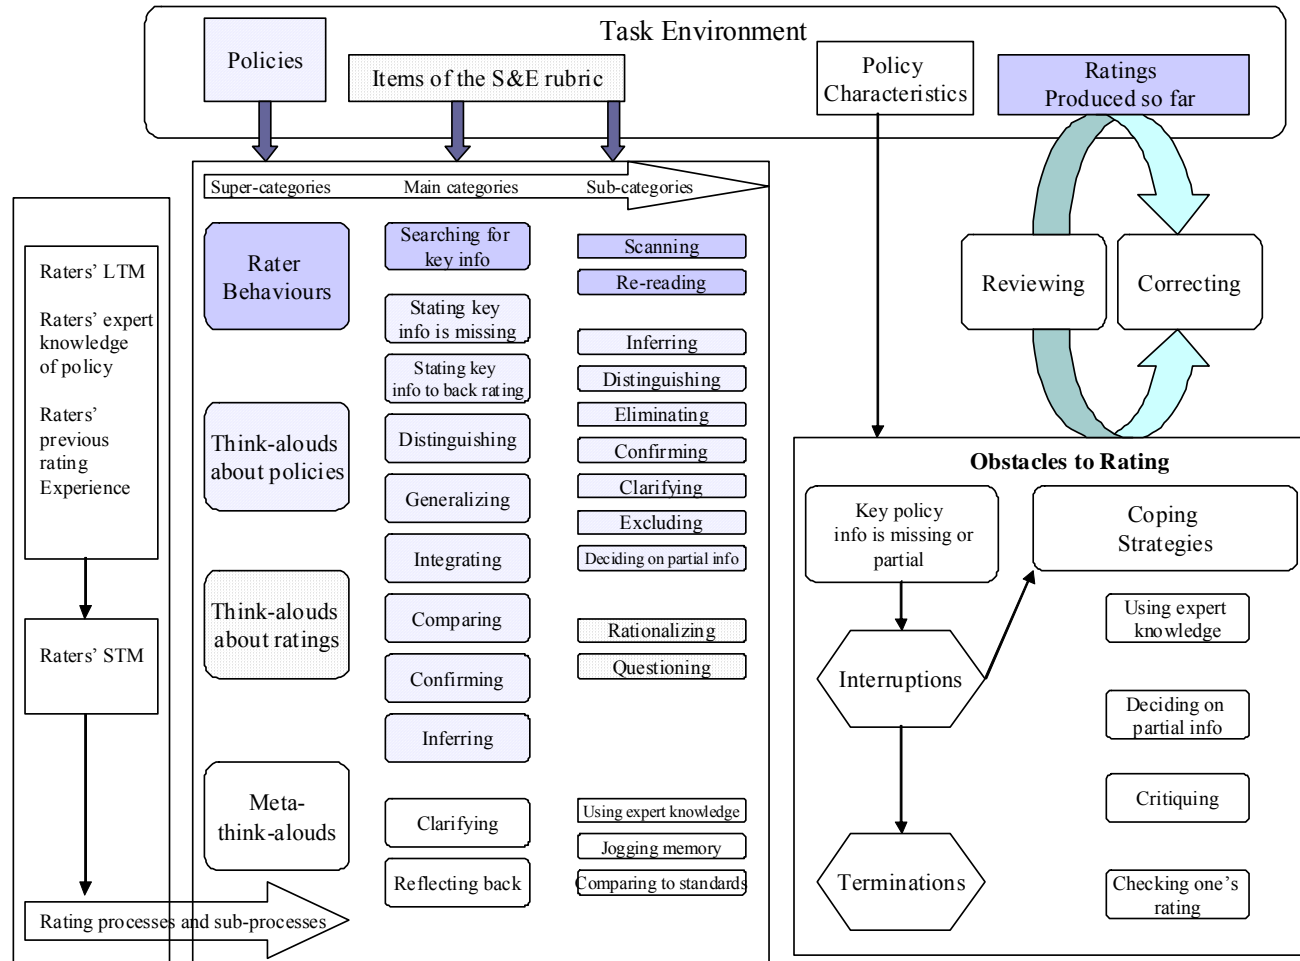 Task Environment
Policies
Items of the S&E rubric
Policy
Characteristics
Ratings
Produced so far
Super-categories
Main categories
Sub-categories
Raters' LTM
Raters' expert
knowledge
of policy
Raters'
previous
rating
Experience
Raters' STM
Rating processes and sub-processes
Rater
Behaviours
Think-alouds
about policies
Think-alouds
about ratings
Meta-
think-alouds
Searching for
key info
Stating key
info is missing
Stating key
info to back rating
Distinguishing
Generalizing
Integrating
Comparing
Confirming
Inferring
Clarifying
Reflecting back
Scanning
Re-reading
Inferring
Distinguishing
Eliminating
Confirming
Clarifying
Excluding
Deciding on partial info
Rationalizing
Questioning
Using expert knowledge
Jogging memory
Comparing to standards
Reviewing
Correcting
Obstacles to Rating
Key policy
info is missing or
partial
Interruptions
Terminations
Coping
Strategies
Using expert
knowledge
Deciding on
partial info
Critiquing
Checking one's
rating